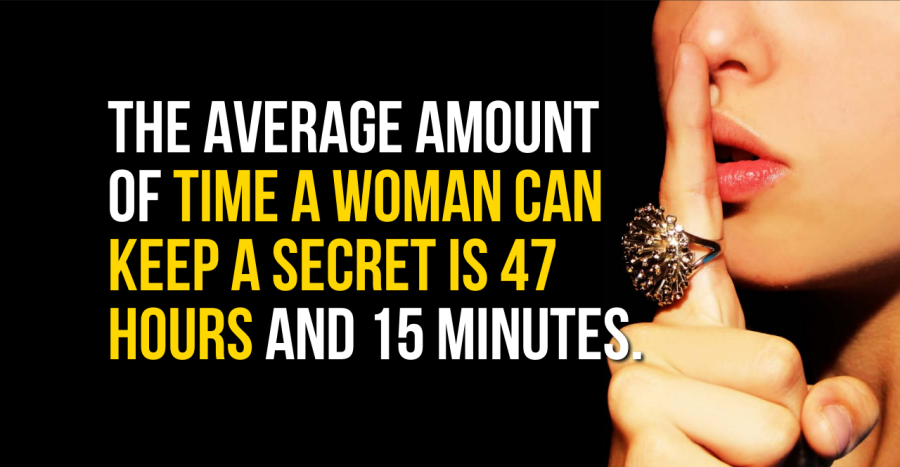 THE AVERAGE AMOUNT
OF TIME A WOMAN CAN
KEEP A SECRET IS 47
HOURS AND 15 MINUTES.